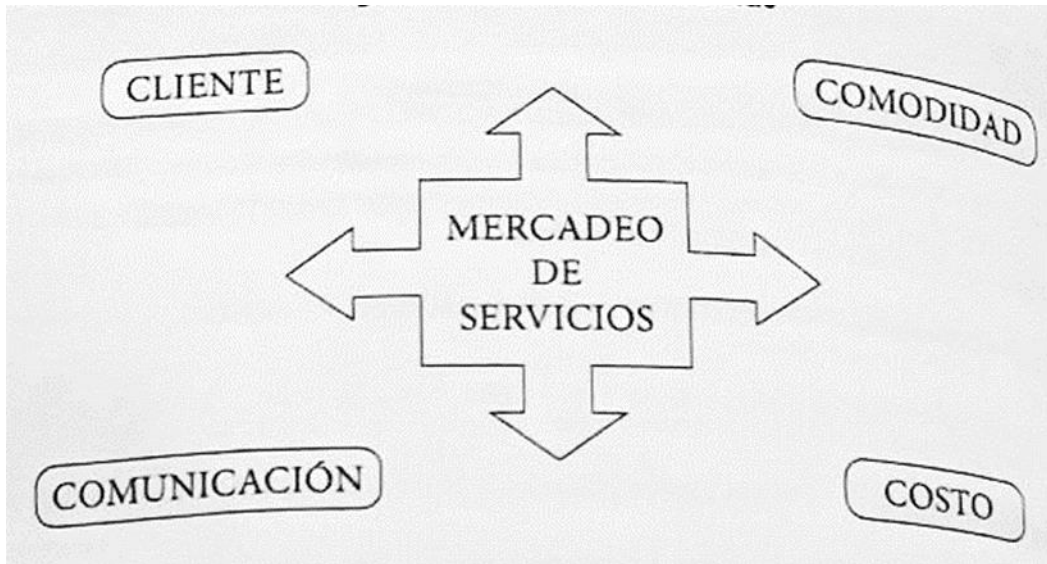 CLIENTE
COMODIDAD
MERCADEO
DE
SERVICIOS
COMUNICACIÓN
COSTO